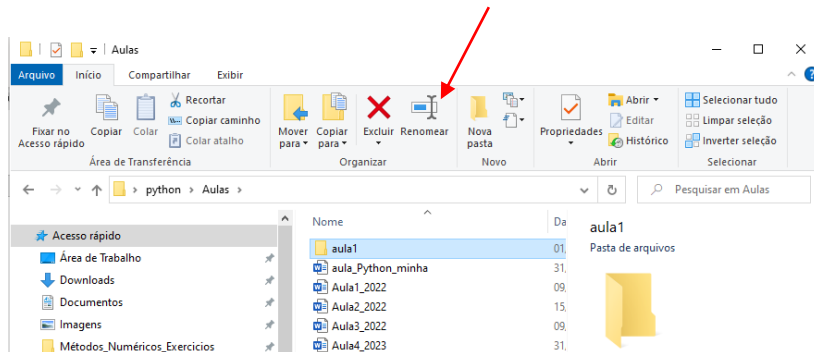 Aulas
Arquivo Início Compartilhar Exibir
Fixar no Acesso rápido
Copiar
Colar
Recortar
Copiar caminho
Colar atalho
Mover para
Copiar para
Excluir
Renomear
Nova pasta
Propriedades
Abrir
Editar
Histórico
Selecionar tudo
Limpar seleção
Inverter seleção
Área de Transferência Organizar Novo Abrir Selecionar
python › Aulas ›
Pesquisar em Aulas
Nome Da
Acesso rápido
Área de Trabalho
Downloads
Documentos
Imagens
Métodos_Numéricos_Exercicios
aula1 01,
aula_Python_minha 31,
Aula1_2022 09,
Aula2_2022 15,
Aula3_2022 09,
Aula4_2023 31,
aula1
Pasta de arquivos